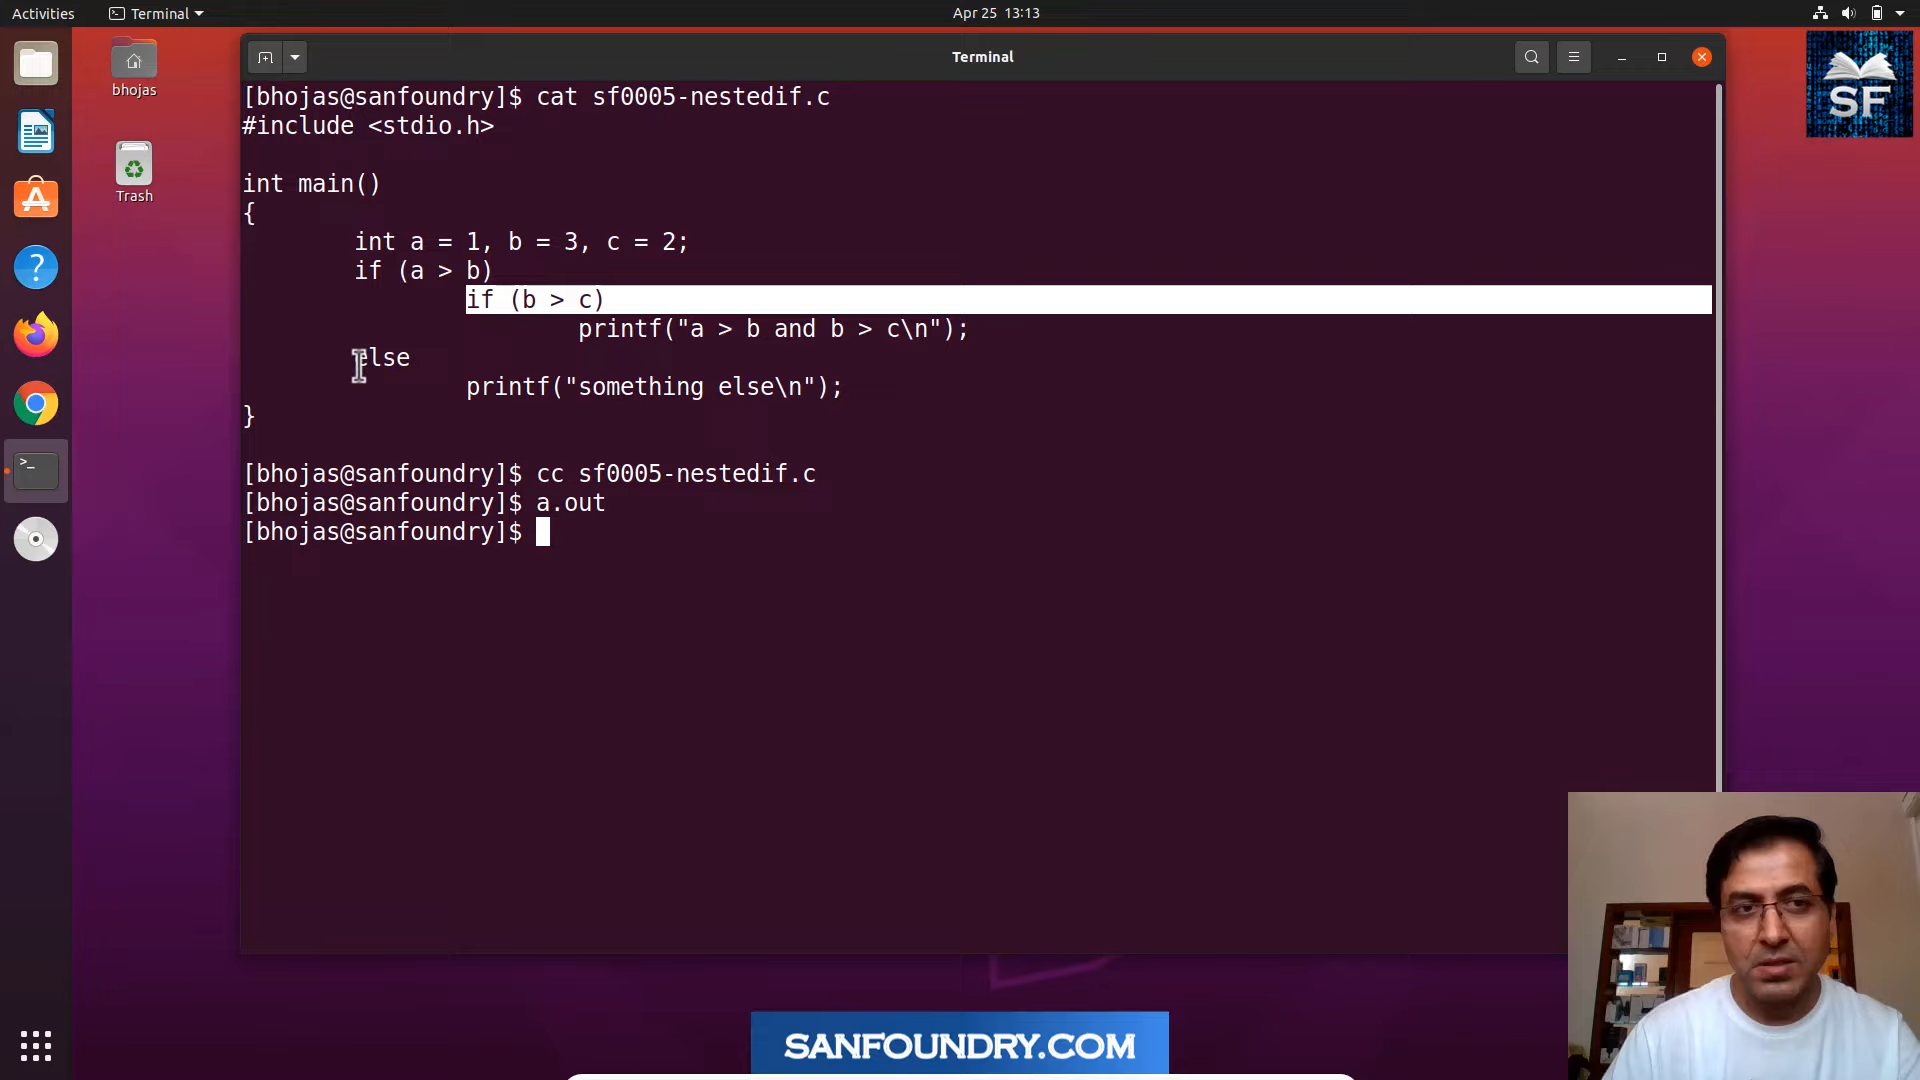 Activities
Terminal
Apr 25 13:13
bhojas
Trash
Terminal
SF
[bhojas@sanfoundry]$ cat sf0005-nestedif.c
#include <stdio.h>
int main()
{
int a = 1, b = 3, c = 2;
if (a > b)
if (b > c)
printf("a > b and b > c\n");
else
printf("something else\n");
}
[bhojas@sanfoundry]$ cc sf0005-nestedif.c
[bhojas@sanfoundry]$ a.out
[bhojas@sanfoundry]$
SANFOUNDRY.COM